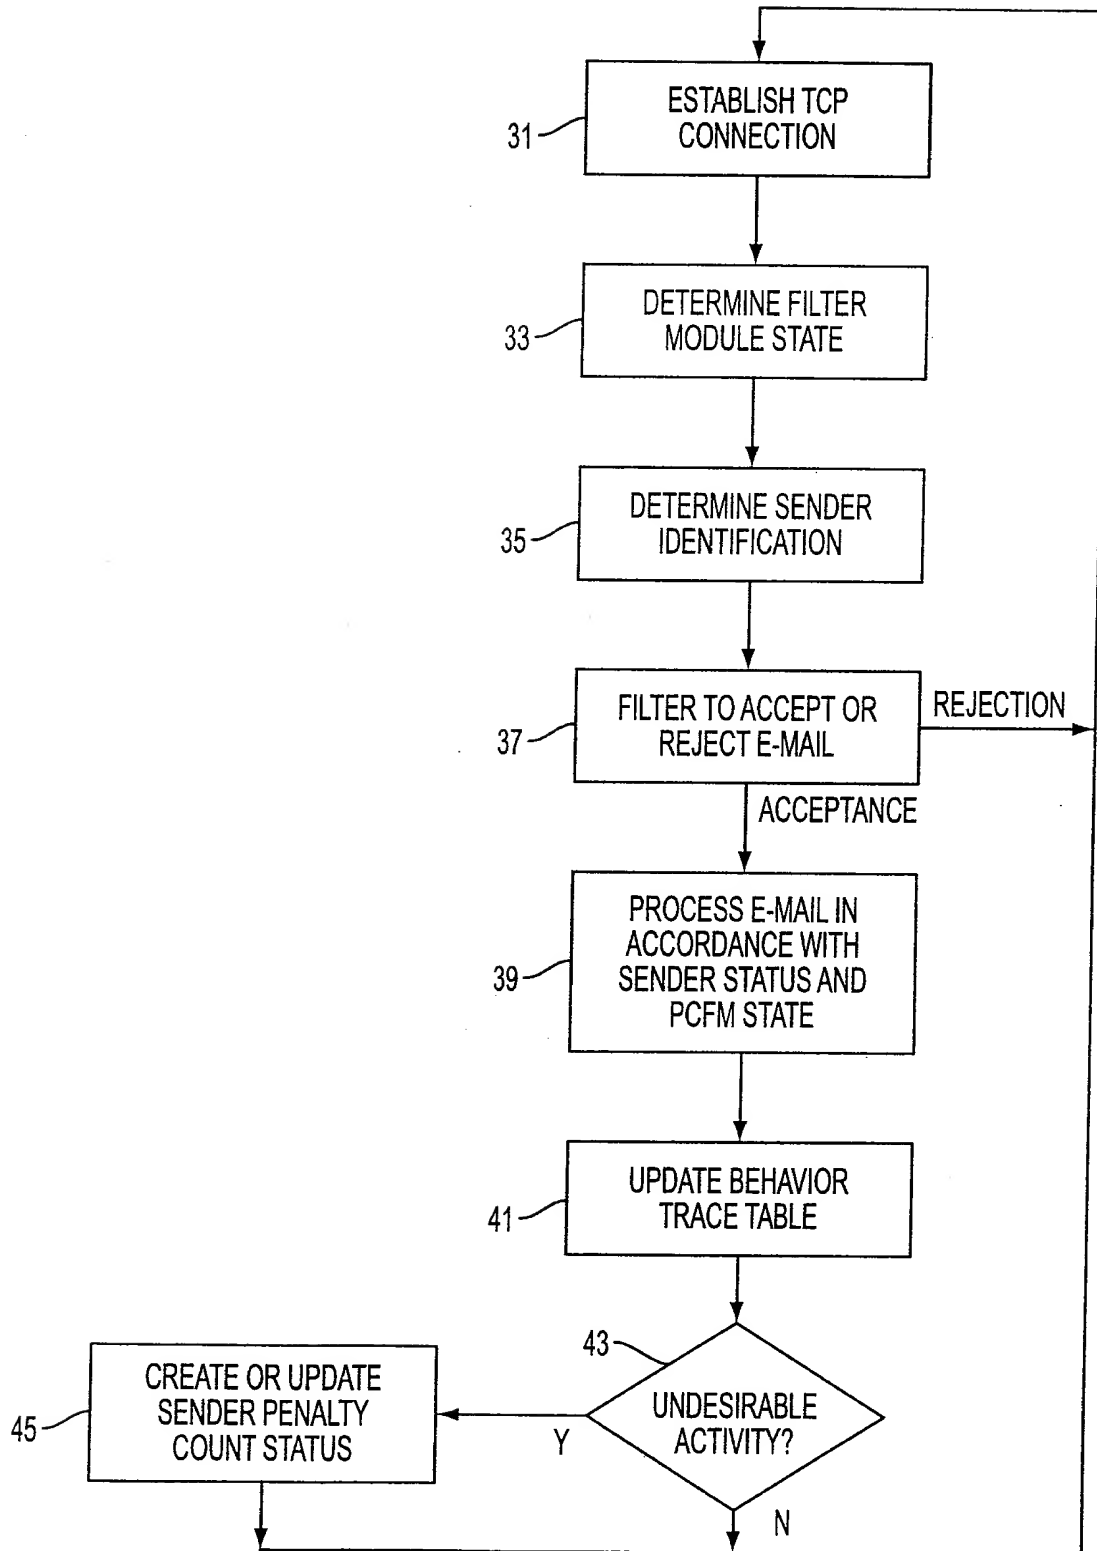 ESTABLISH TCP
CONNECTION
31
DETERMINE FILTER
MODULE STATE
33
DETERMINE SENDER
IDENTIFICATION
35
FILTER TO ACCEPT OR
REJECT E-MAIL
37
REJECTION
ACCEPTANCE
PROCESS E-MAIL IN
ACCORDANCE WITH
SENDER STATUS AND
PCFM STATE
39
UPDATE BEHAVIOR
TRACE TABLE
41
43
UNDESIRABLE
ACTIVITY?
Y
N
CREATE OR UPDATE
SENDER PENALTY
COUNT STATUS
45